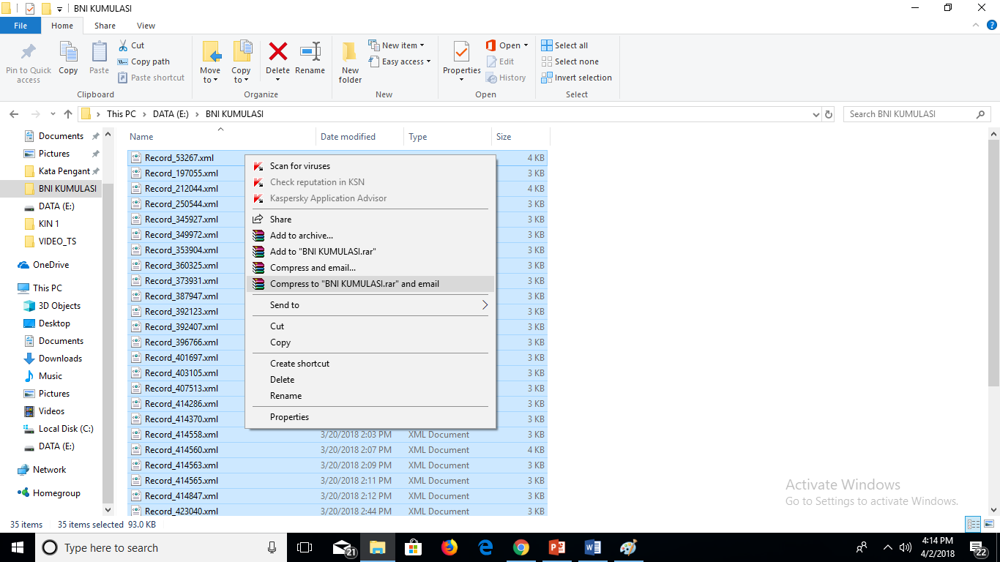 BNI KUMULASI
File Home Share View
Pin to Quick access
Copy
Paste
Cut
Copy path
Paste shortcut
Clipboard
Move to
Copy to
Delete
Rename
Organize
New folder
New item
Easy access
New
Properties
Open
Edit
History
Open
Select all
Select none
Invert selection
Select
This PC > DATA (E:) > BNI KUMULASI
Search BNI KUMULASI
Documents
Pictures
Kata Pengant
BNI KUMULASI
DATA (E:)
KIN 1
VIDEO_TS
OneDrive
This PC
3D Objects
Desktop
Documents
Downloads
Music
Pictures
Videos
Local Disk (C:)
DATA (E:)
Network
Homegroup
Name Date modified Type Size
Record_53267.xml 4 KB
Record_197055.xml 3 KB
Record_212044.xml 4 KB
Record_250544.xml 3 KB
Record_345927.xml 3 KB
Record_349972.xml 3 KB
Record_353904.xml 3 KB
Record_360325.xml 3 KB
Record_373931.xml 3 KB
Record_387947.xml 3 KB
Record_392123.xml 3 KB
Record_392407.xml 3 KB
Record_396766.xml 3 KB
Record_401697.xml 3 KB
Record_403105.xml 3 KB
Record_407513.xml 3 KB
Record_414286.xml 3 KB
Record_414370.xml 3 KB
Record_414558.xml 3/20/2018 2:03 PM XML Document 3 KB
Record_414560.xml 3/20/2018 2:07 PM XML Document 4 KB
Record_414563.xml 3/20/2018 2:09 PM XML Document 3 KB
Record_414565.xml 3/20/2018 2:11 PM XML Document 3 KB
Record_414847.xml 3/20/2018 2:12 PM XML Document 3 KB
Record_423040.xml 3/20/2018 2:44 PM XML Document 3 KB
Scan for viruses
Check reputation in KSN
Kaspersky Application Advisor
Share
Add to archive...
Add to "BNI KUMULASI.rar"
Compress and email...
Compress to "BNI KUMULASI.rar" and email
Send to
Cut
Copy
Create shortcut
Delete
Rename
Properties
Activate Windows
Go to Settings to activate Windows.
35 items 35 items selected 93.0 KB
Type here to search
21
4:14 PM
4/2/2018
22